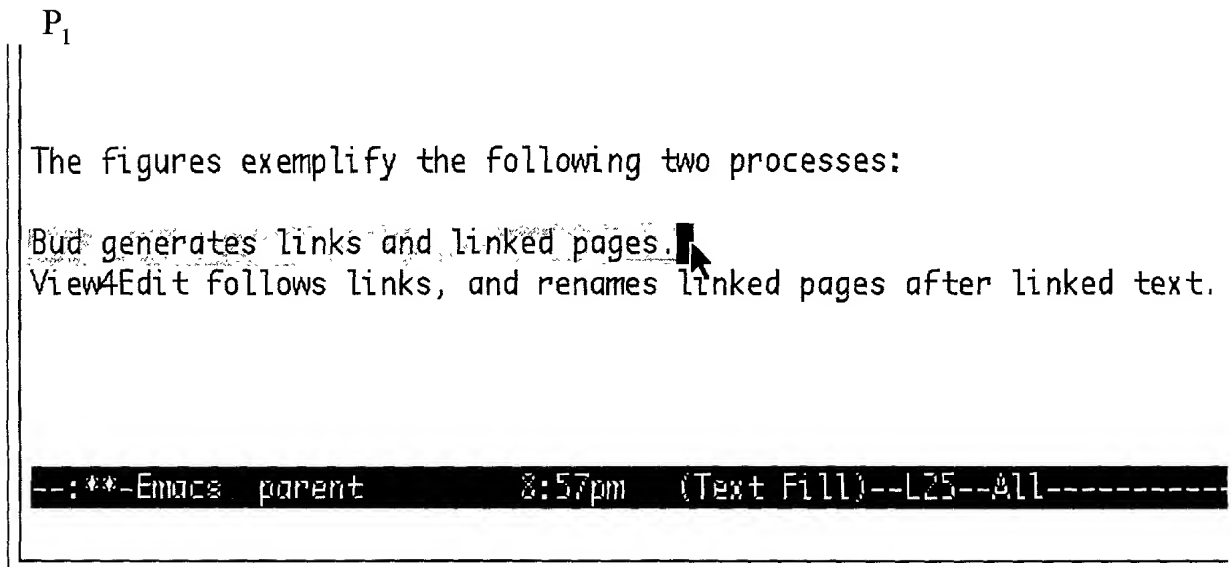 P1
The figures exemplify the following two processes:
Bud generates links and linked pages.
View4Edit follows links, and renames linked pages after linked text.
--:**-Emacs parent 8:57pm (Text Fill)--L25--All-----------